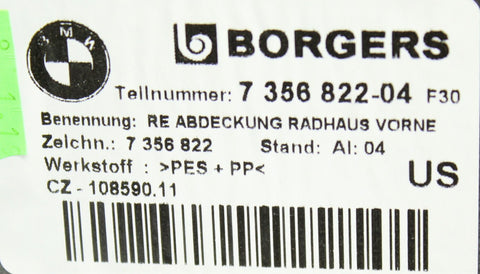 BMW
BORGERS
Teilnummer: 7 356 822-04 F30
Benennung: RE ABDECKUNG RADHAUS VORNE
Zeichn.: 7 356 822 Stand: AI: 04
Werkstoff : >PES + PP<
US
CZ - 108590.11